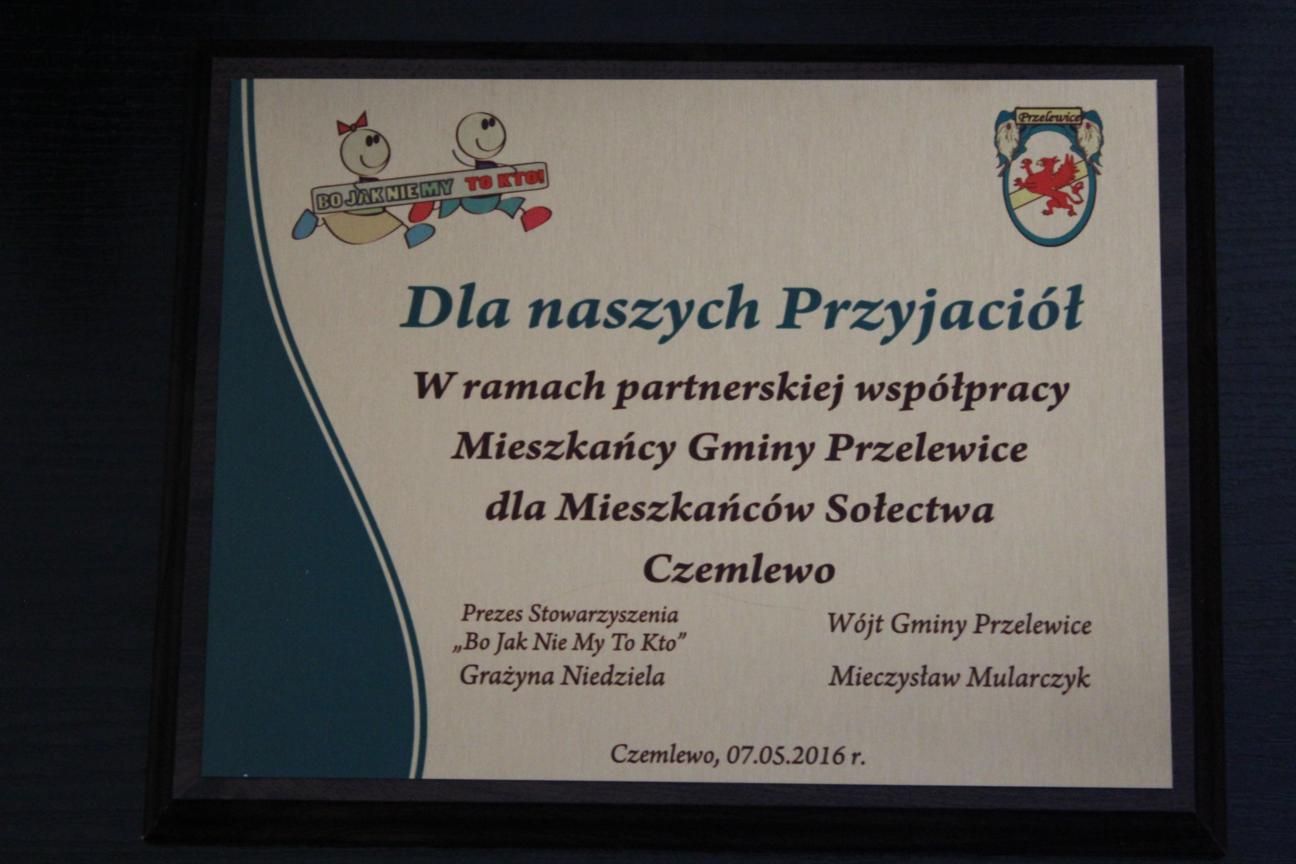 BO JAK NIE MY TO KTO!
Przelewice
Dla naszych Przyjaciół
W ramach partnerskiej współpracy
Mieszkańcy Gminy Przelewice
dla Mieszkańców Sołectwa
Czemlewo
Prezes Stowarzyszenia
„Bo Jak Nie My To Kto”
Grażyna Niedziela
Wójt Gminy Przelewice
Mieczysław Mularczyk
Czemlewo, 07.05.2016 r.